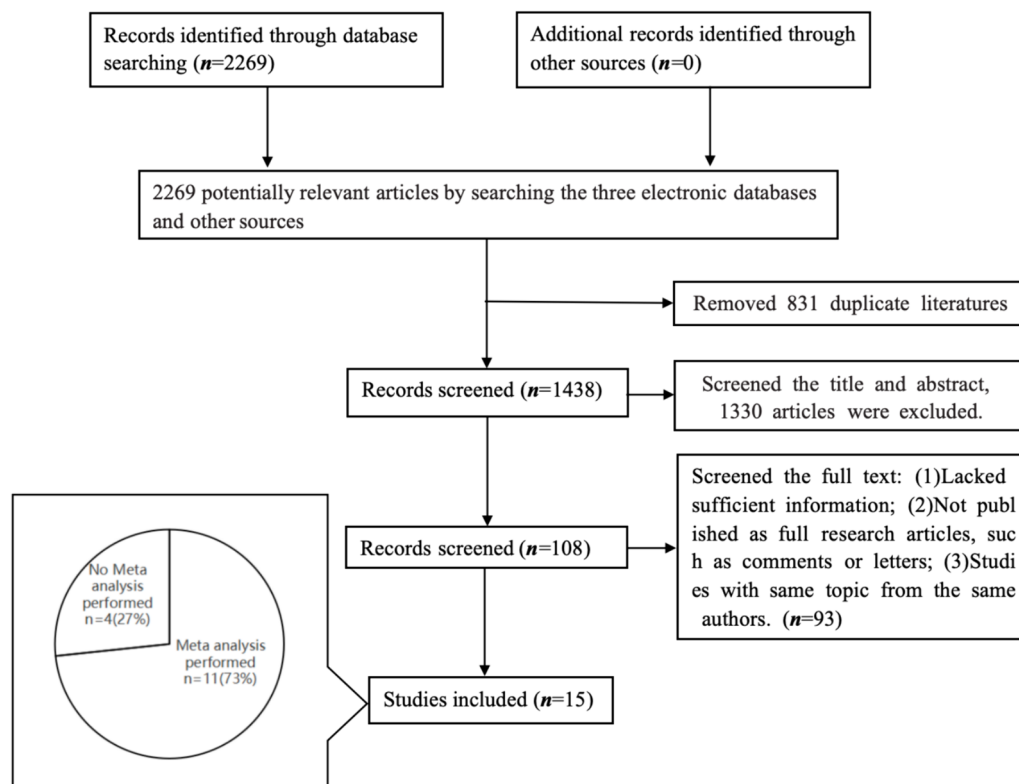 Records identified through database
searching (n=2269)
Additional records identified through
other sources (n=0)
2269 potentially relevant articles by searching the three electronic databases
and other sources
Removed 831 duplicate literatures
Records screened (n=1438)
Screened the title and abstract,
1330 articles were excluded.
Screened the full text: (1)Lacked
sufficient information; (2)Not publ
ished as full research articles, suc
h as comments or letters; (3)Studi
es with same topic from the same
authors. (n=93)
Records screened (n=108)
No Meta
analysis
performed
n=4(27%)
Meta analysis
performed
n=11(73%)
Studies included (n=15)